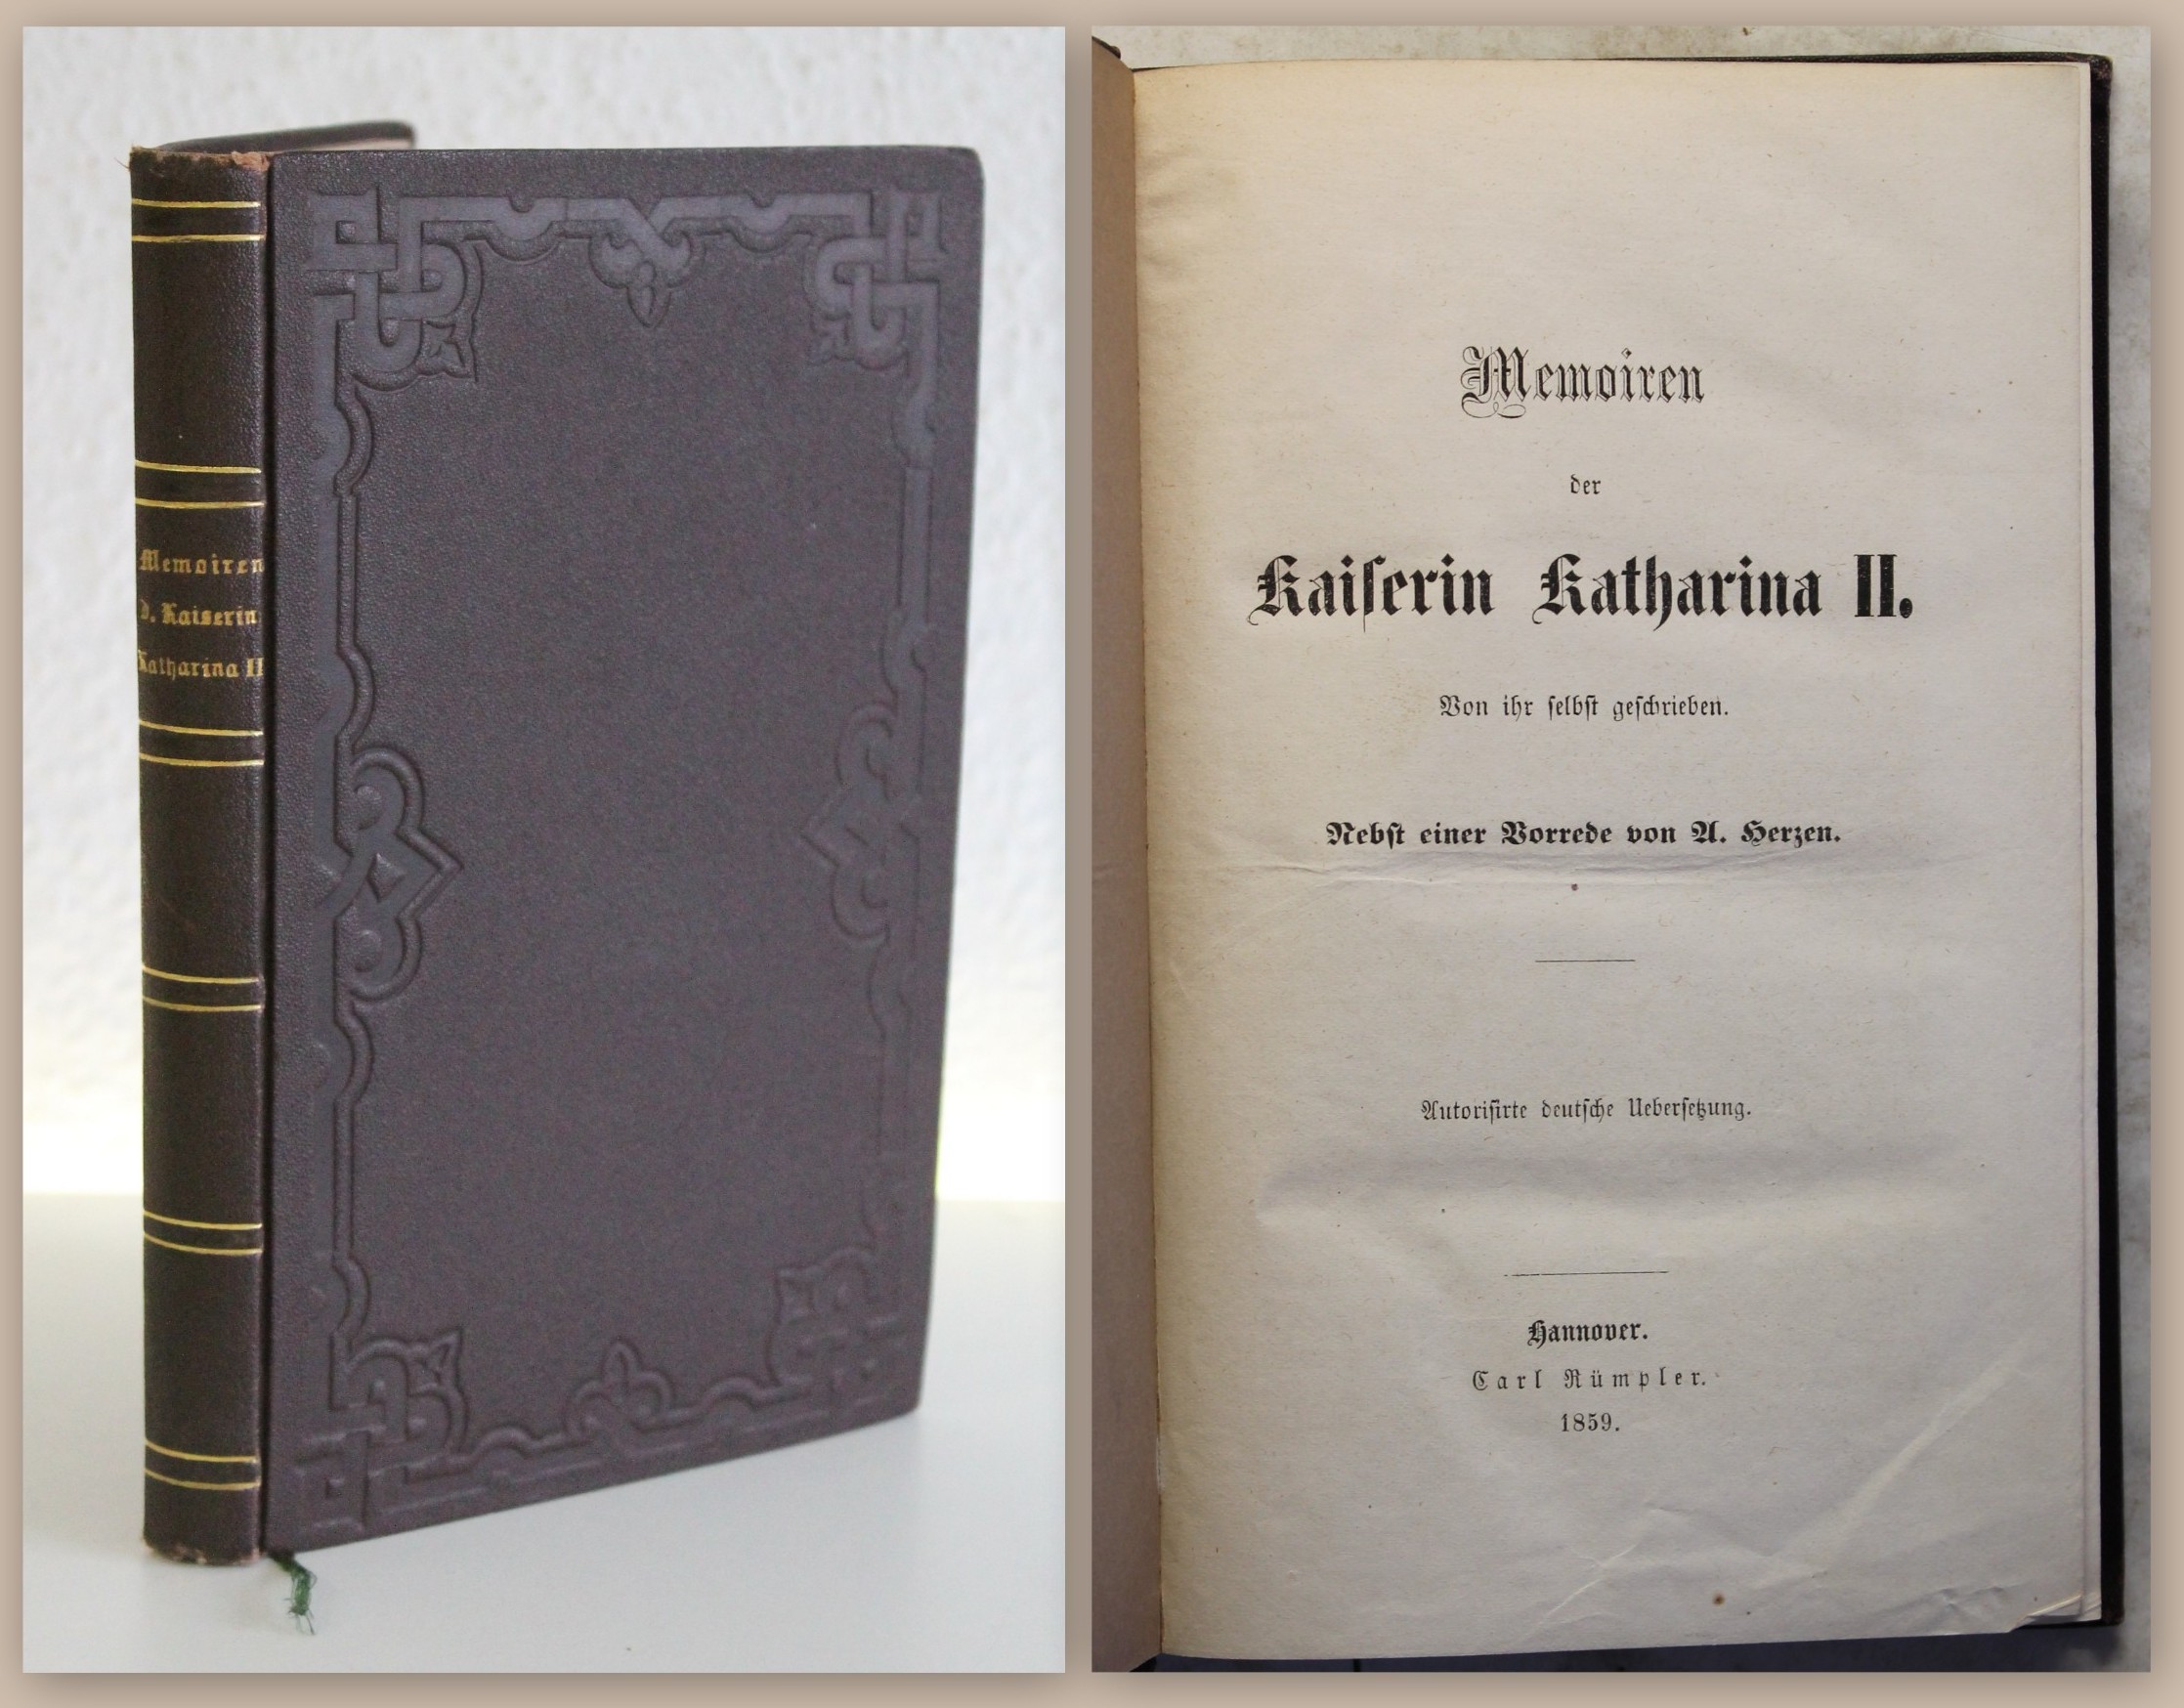 Memoiren
d. Kaiserin
Katharina II
Memoiren
der
Kaiſerin Katharina II.
Von ihr ſelbſt geſchrieben.
Nebſt einer Vorrede von A. Herzen.
Autoriſirte deutſche Ueberſetzung.
Hannover.
Carl Rümpler.
1859.